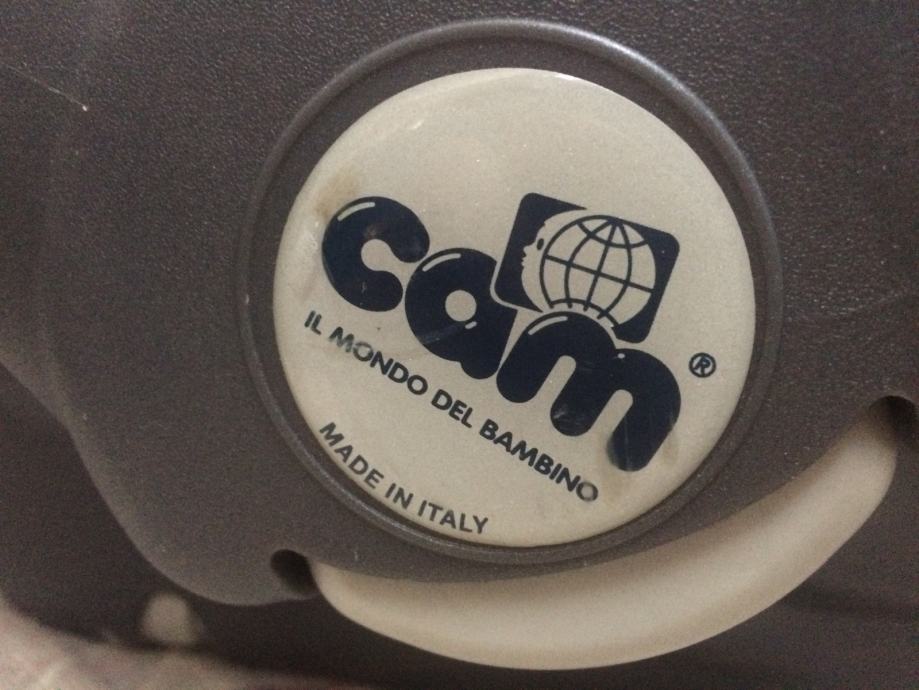 cam ®
IL MONDO DEL BAMBINO
MADE IN ITALY